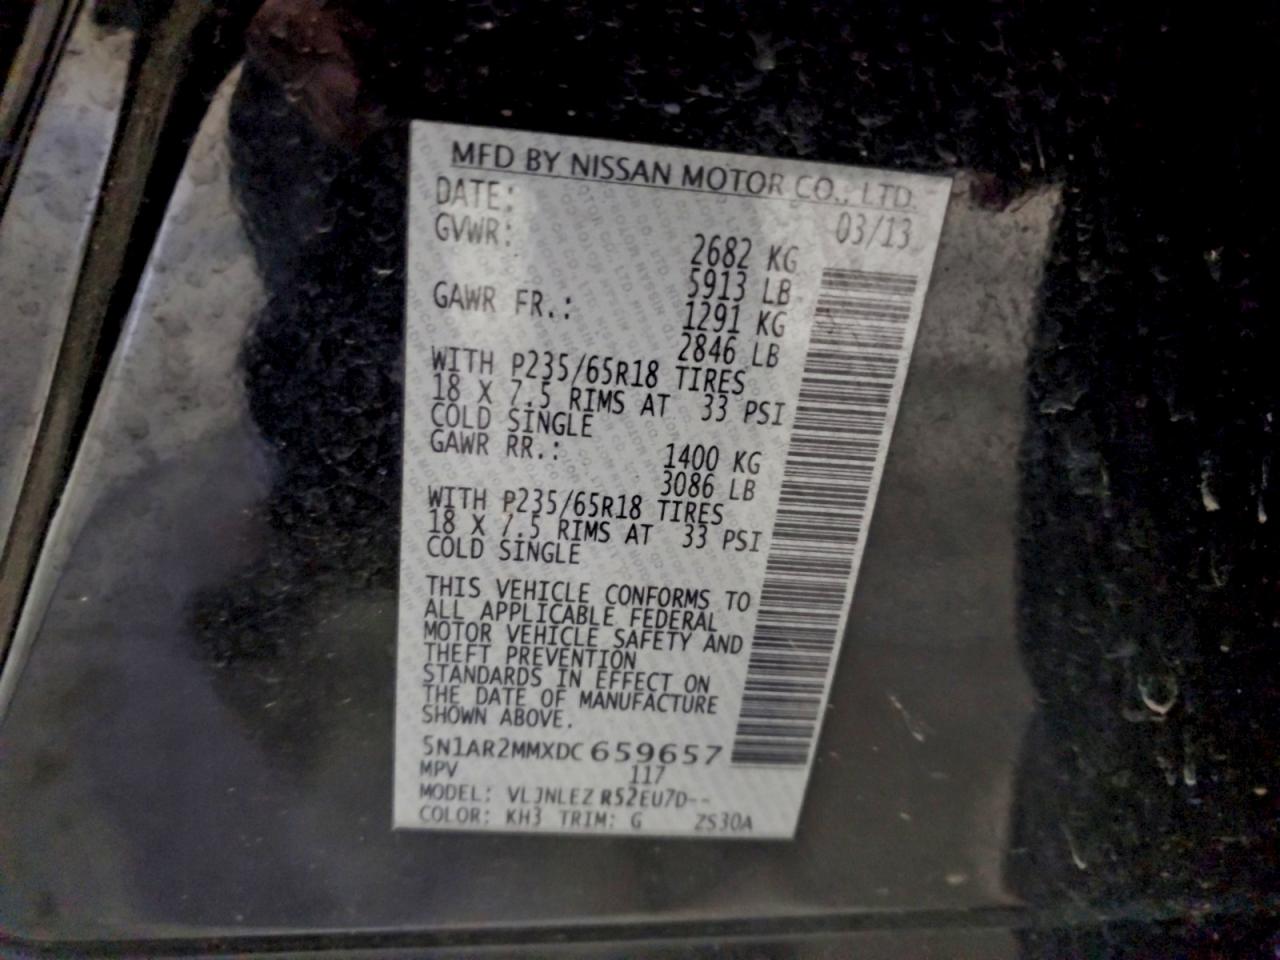 MFD BY NISSAN MOTOR CO., LTD.
DATE: 03/13
GVWR: 2682 KG
5913 LB
GAWR FR.: 1291 KG
2846 LB
WITH P235/65R18 TIRES
18 X 7.5 RIMS AT 33 PSI
COLD SINGLE
GAWR RR.: 1400 KG
3086 LB
WITH P235/65R18 TIRES
18 X 7.5 RIMS AT 33 PSI
COLD SINGLE
THIS VEHICLE CONFORMS TO
ALL APPLICABLE FEDERAL
MOTOR VEHICLE SAFETY AND
THEFT PREVENTION
STANDARDS IN EFFECT ON
THE DATE OF MANUFACTURE
SHOWN ABOVE.
5N1AR2MMXDC659657
MPV 117
MODEL: VLJNLEZ R52EU7D--
COLOR: KH3 TRIM: G ZS30A